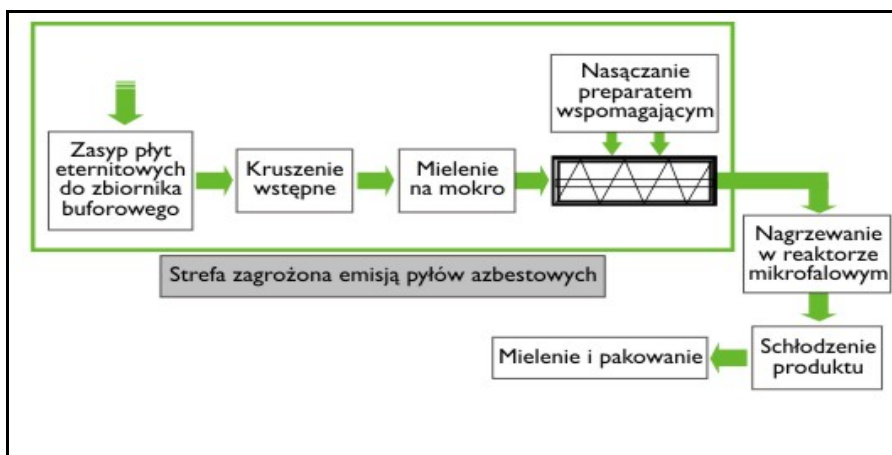 Zasyp płyt
eternitowych
do zbiornika
buforowego
Kruszenie
wstępne
Mielenie
na mokro
Nasączanie
preparatem
wspomagającym
Strefa zagrożona emisją pyłów azbestowych
Nagrzewanie
w reaktorze
mikrofalowym
Schłodzenie
produktu
Mielenie i pakowanie